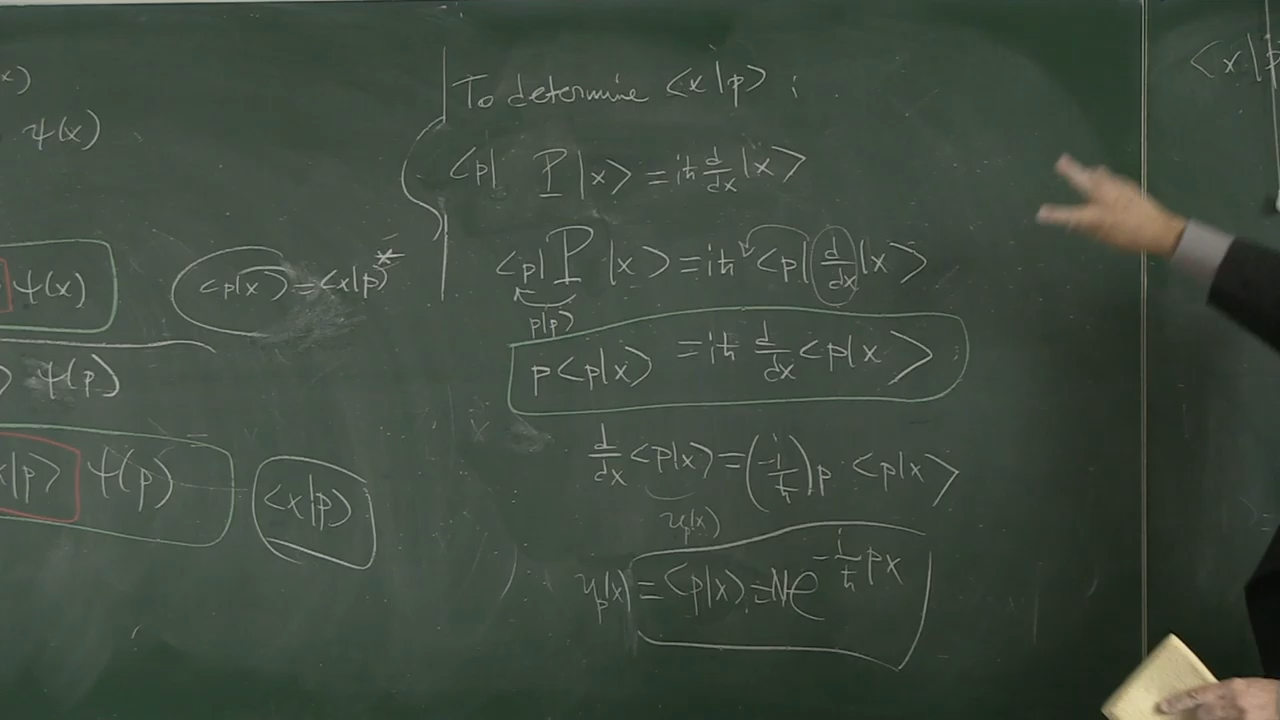 x)
ψ(x)
ψ(x)
⟨p|x⟩ = ⟨x|p⟩*
⟩ ψ(p)
x|p⟩ ψ(p)
⟨x|p⟩
To determine ⟨x|p⟩ :
⟨p| P |x⟩ = iħ d/dx |x⟩
⟨p| P |x⟩ = iħ ⟨p| d/dx |x⟩
p|p⟩
p⟨p|x⟩ = iħ d/dx ⟨p|x⟩
d/dx ⟨p|x⟩ = (-i/ħ) p · ⟨p|x⟩
u_p(x)
u_p(x) = ⟨p|x⟩ = N e^{-i/ħ px}
⟨x|p